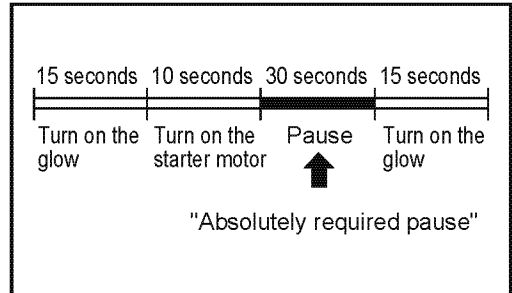 15 seconds 10 seconds 30 seconds 15 seconds
Turn on the glow
Turn on the starter motor
Pause
Turn on the glow
"Absolutely required pause"